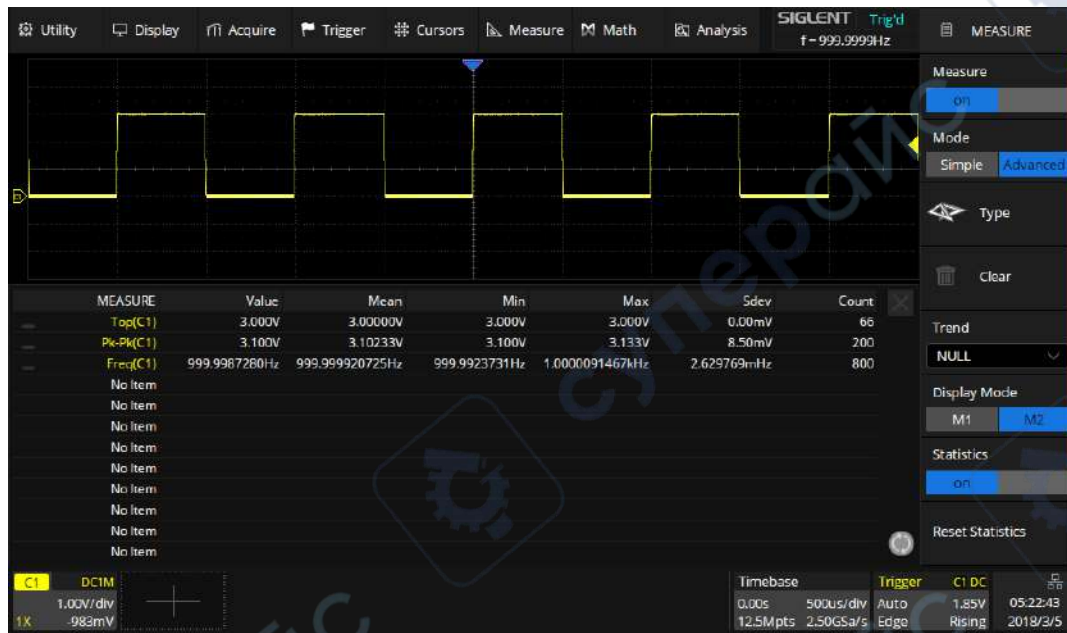 Utility Display Acquire Trigger Cursors Measure Math Analysis
SIGLENT Trig'd
f = 999.9999Hz
MEASURE
Measure
on
Mode
Simple Advanced
Type
Clear
Trend
NULL
Display Mode
M1 M2
Statistics
on
Reset Statistics
MEASURE Value Mean Min Max Sdev Count
Top(C1) 3.000V 3.00000V 3.000V 3.000V 0.00mV 66
Pk-Pk(C1) 3.100V 3.10233V 3.100V 3.133V 8.50mV 200
Freq(C1) 999.9987280Hz 999.999920725Hz 999.9923731Hz 1.0000091467kHz 2.629769mHz 800
No Item
No Item
No Item
No Item
No Item
No Item
No Item
No Item
No Item
C1 DC1M
1.00V/div
1X -983mV
Timebase
0.00s 500us/div
12.5Mpts 2.50GSa/s
Trigger C1 DC
Auto 1.85V
Edge Rising
05:22:43
2018/3/5
суперайс